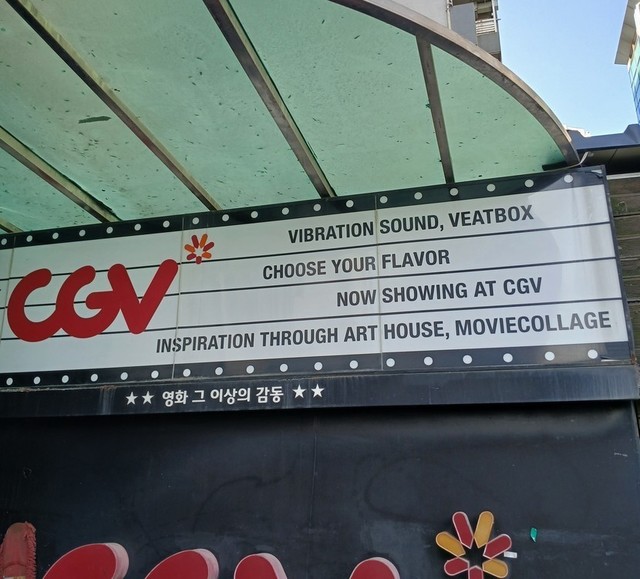 CGV
VIBRATION SOUND, VEATBOX
CHOOSE YOUR FLAVOR
NOW SHOWING AT CGV
INSPIRATION THROUGH ART HOUSE, MOVIECOLLAGE
★★ 영화 그 이상의 감동 ★★